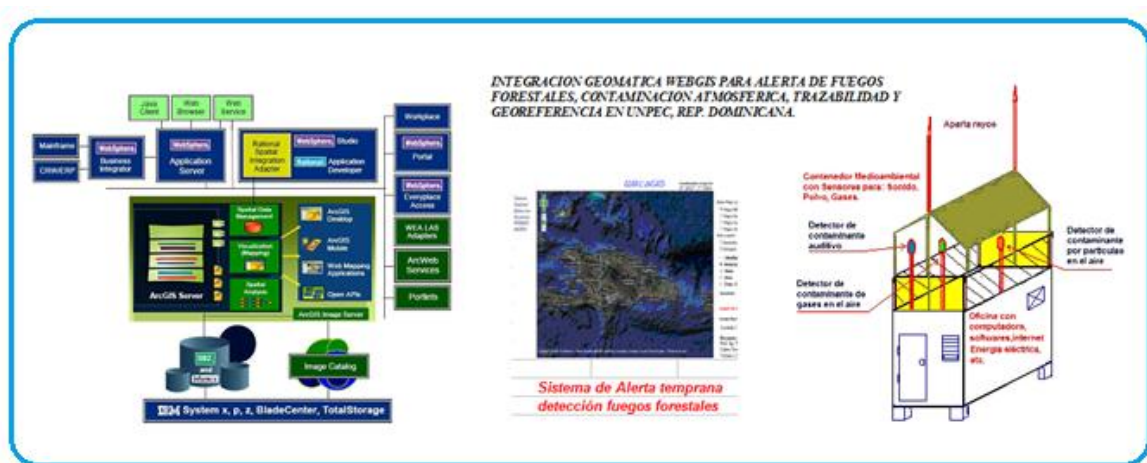 INTEGRACION GEOMATICA WEBGIS PARA ALERTA DE FUEGOS
FORESTALES, CONTAMINACION ATMOSFERICA, TRAZABILIDAD Y
GEOREFERENCIA EN UNPEC, REP. DOMINICANA.
Java
Client
Web
Browser
Web
Service
Mainframe
CRM/ERP
WebSphere.
Business
Integrator
WebSphere.
Application
Server
Rational
Spatial
Integration
Adapter
WebSphere. Studio
Rational. Application
Developer
Workplace
WebSphere.
Portal
WebSphere.
Everyplace
Access
WEA LAB
Adapters
ArcWeb
Services
Portlets
ArcGIS Server
Spatial Data
Management
Visualization
(Mapping)
Spatial
Analysis
ArcGIS
Desktop
ArcGIS
Mobile
Web Mapping
Applications
Open APIs
ArcGIS Image Server
DB2
and
Informix
Image Catalog
IBM System x, p, z, BladeCenter, TotalStorage
Sistema de Alerta temprana
detección fuegos forestales
Aparta rayos
Contenedor Medioambiental
con Sensores para: Sonido,
Polvo, Gases.
Detector de
contaminante
auditivo
Detector de
contaminante
por particulas
en el aire
Detector de
contaminante de
gases en el aire
Oficina con
computadora,
softwares,internet
Energia eléctrica,
etc.